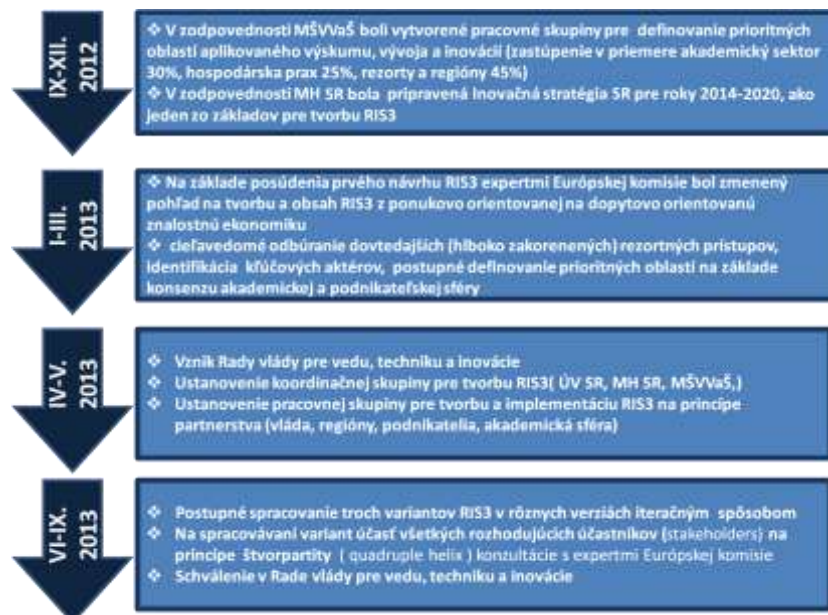 IX-XII.
2012
❖ V zodpovednosti MŠVVaŠ boli vytvorené pracovné skupiny pre definovanie prioritných
oblastí aplikovaného výskumu, vývoja a inovácií (zastúpenie v priemere akademický sektor
30%, hospodárska prax 25%, rezorty a regióny 45%)
❖ V zodpovednosti MH SR bola pripravená Inovačná stratégia SR pre roky 2014-2020, ako
jeden zo základov pre tvorbu RIS3
I-III.
2013
❖ Na základe posúdenia prvého návrhu RIS3 expertmi Európskej komisie bol zmenený
pohľad na tvorbu a obsah RIS3 z ponukovo orientovanej na dopytovo orientovanú
znalostnú ekonomiku
❖ cieľavedomé odbúranie dovtedajších (hlboko zakorenených) rezortných prístupov,
identifikácia kľúčových aktérov, postupné definovanie prioritných oblastí na základe
konsenzu akademickej a podnikateľskej sféry
IV-V.
2013
❖ Vznik Rady vlády pre vedu, techniku a inovácie
❖ Ustanovenie koordinačnej skupiny pre tvorbu RIS3( ÚV SR, MH SR, MŠVVaŠ,)
❖ Ustanovenie pracovnej skupiny pre tvorbu a implementáciu RIS3 na princípe
partnerstva (vláda, regióny, podnikatelia, akademická sféra)
VI-IX.
2013
❖ Postupné spracovanie troch variantov RIS3 v rôznych verziách iteračným spôsobom
❖ Na spracovávaní variant účasť všetkých rozhodujúcich účastníkov (stakeholders) na
princípe štvorpartity ( quadruple helix ) konzultácie s expertmi Európskej komisie
❖ Schválenie v Rade vlády pre vedu, techniku a inovácie